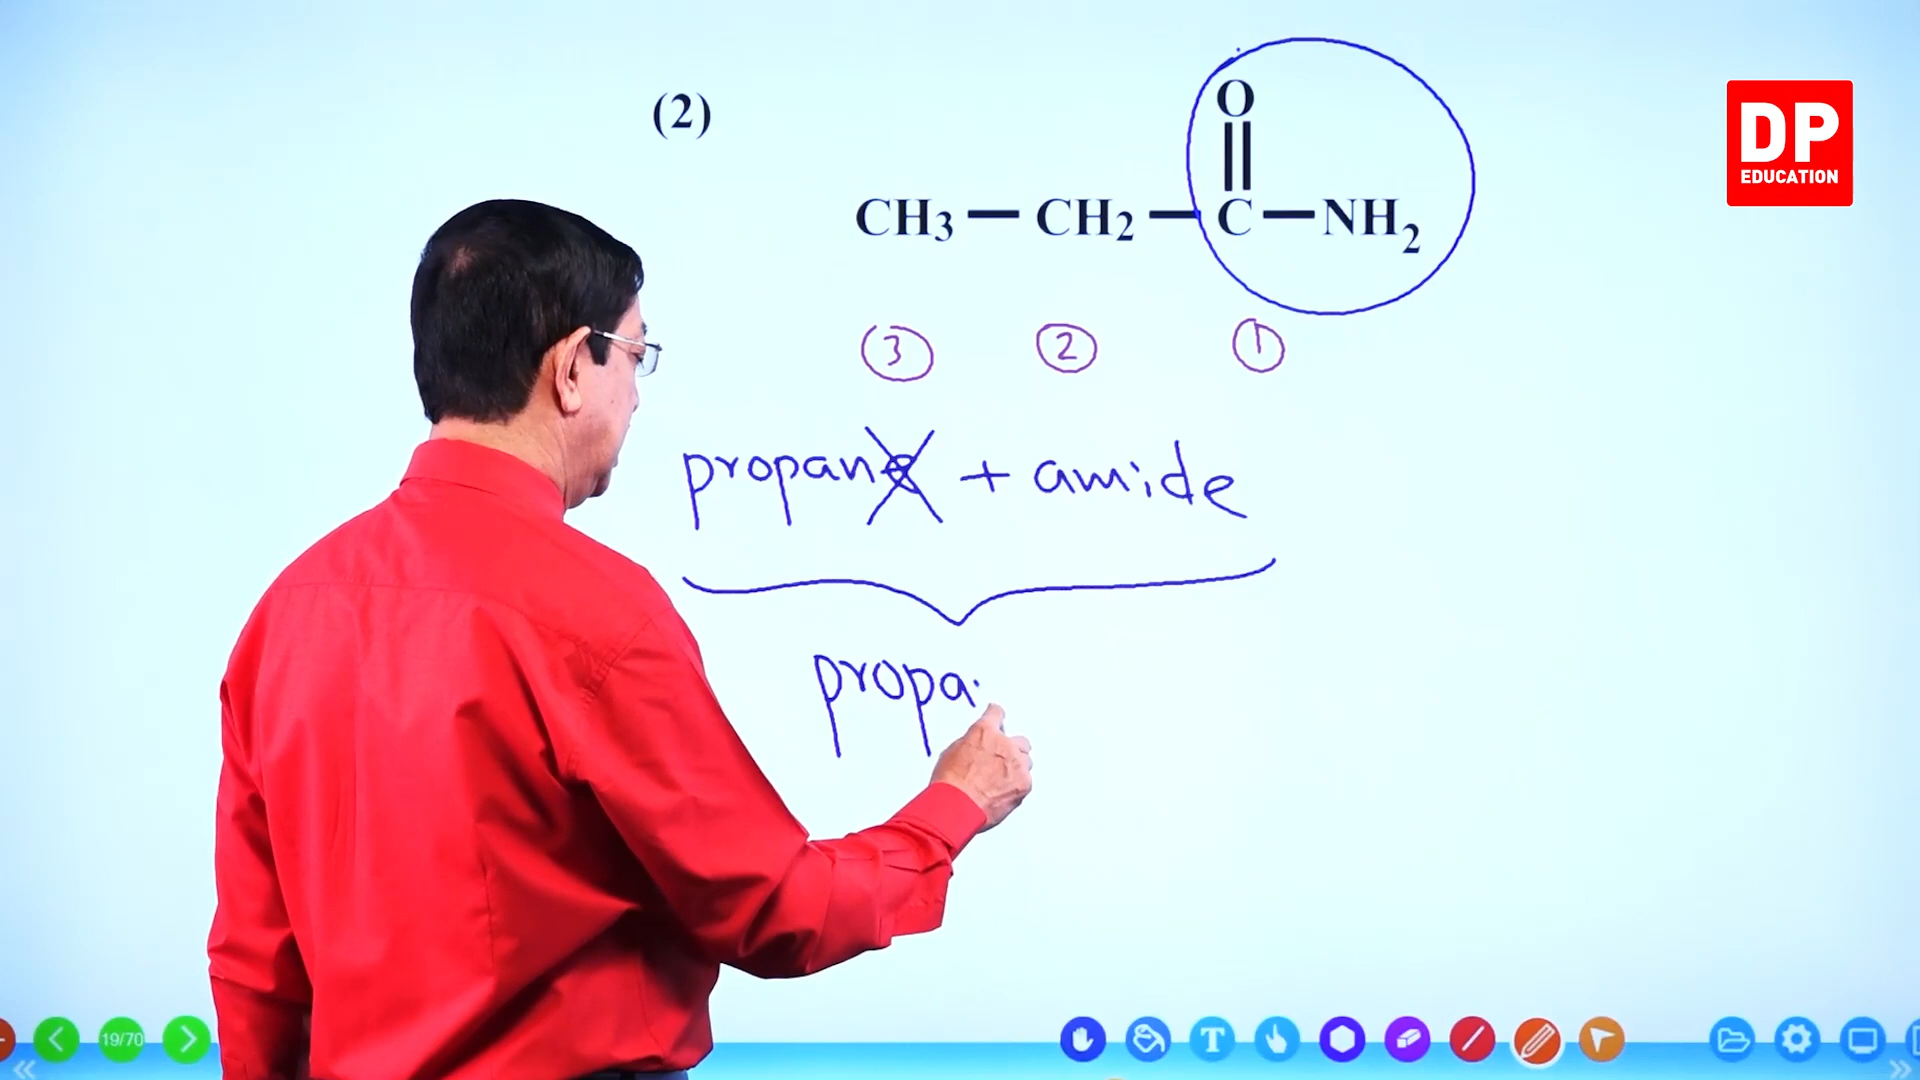 (2)
O
CH3 — CH2 — C — NH2
3 2 1
propane + amide
propa
DP
EDUCATION
19/70
T